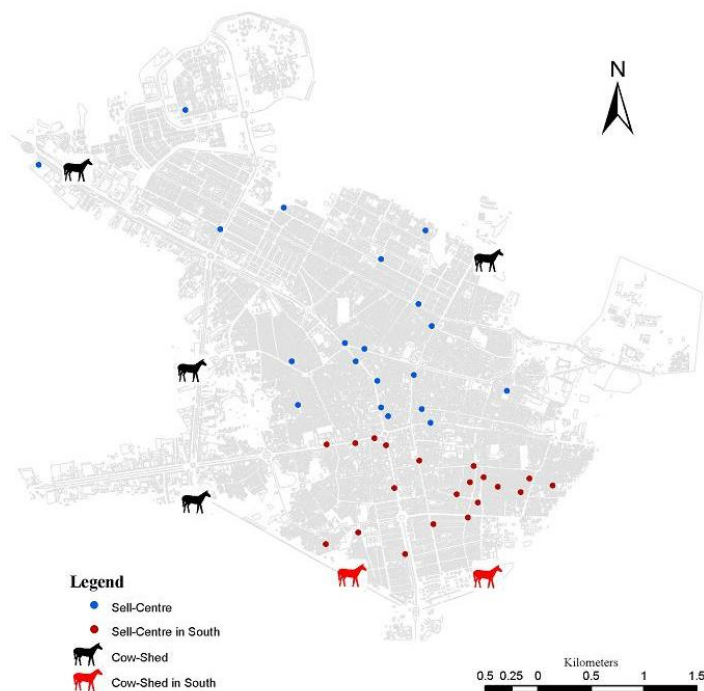 N
Legend
Sell-Centre
Sell-Centre in South
Cow-Shed
Cow-Shed in South
Kilometers
0.5 0.25 0 0.5 1 1.5